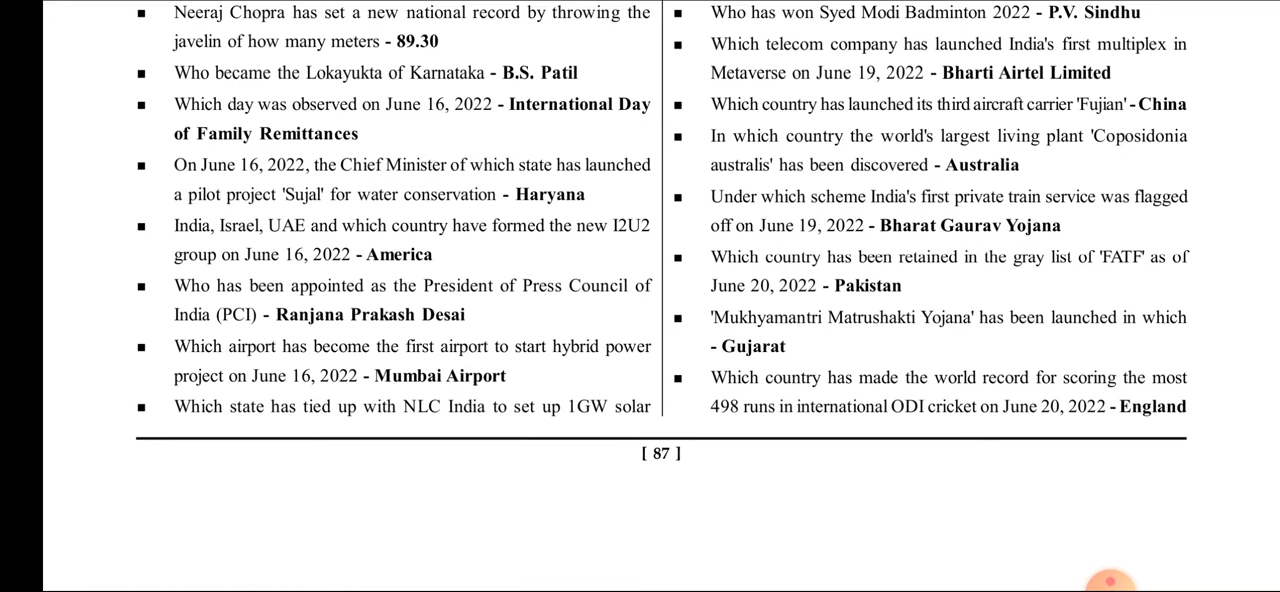 ▪ Neeraj Chopra has set a new national record by throwing the
javelin of how many meters - 89.30
▪ Who became the Lokayukta of Karnataka - B.S. Patil
▪ Which day was observed on June 16, 2022 - International Day
of Family Remittances
▪ On June 16, 2022, the Chief Minister of which state has launched
a pilot project 'Sujal' for water conservation - Haryana
▪ India, Israel, UAE and which country have formed the new I2U2
group on June 16, 2022 - America
▪ Who has been appointed as the President of Press Council of
India (PCI) - Ranjana Prakash Desai
▪ Which airport has become the first airport to start hybrid power
project on June 16, 2022 - Mumbai Airport
▪ Which state has tied up with NLC India to set up 1GW solar
▪ Who has won Syed Modi Badminton 2022 - P.V. Sindhu
▪ Which telecom company has launched India's first multiplex in
Metaverse on June 19, 2022 - Bharti Airtel Limited
▪ Which country has launched its third aircraft carrier 'Fujian' - China
▪ In which country the world's largest living plant 'Coposidonia
australis' has been discovered - Australia
▪ Under which scheme India's first private train service was flagged
off on June 19, 2022 - Bharat Gaurav Yojana
▪ Which country has been retained in the gray list of 'FATF' as of
June 20, 2022 - Pakistan
▪ 'Mukhyamantri Matrushakti Yojana' has been launched in which
- Gujarat
▪ Which country has made the world record for scoring the most
498 runs in international ODI cricket on June 20, 2022 - England
[ 87 ]